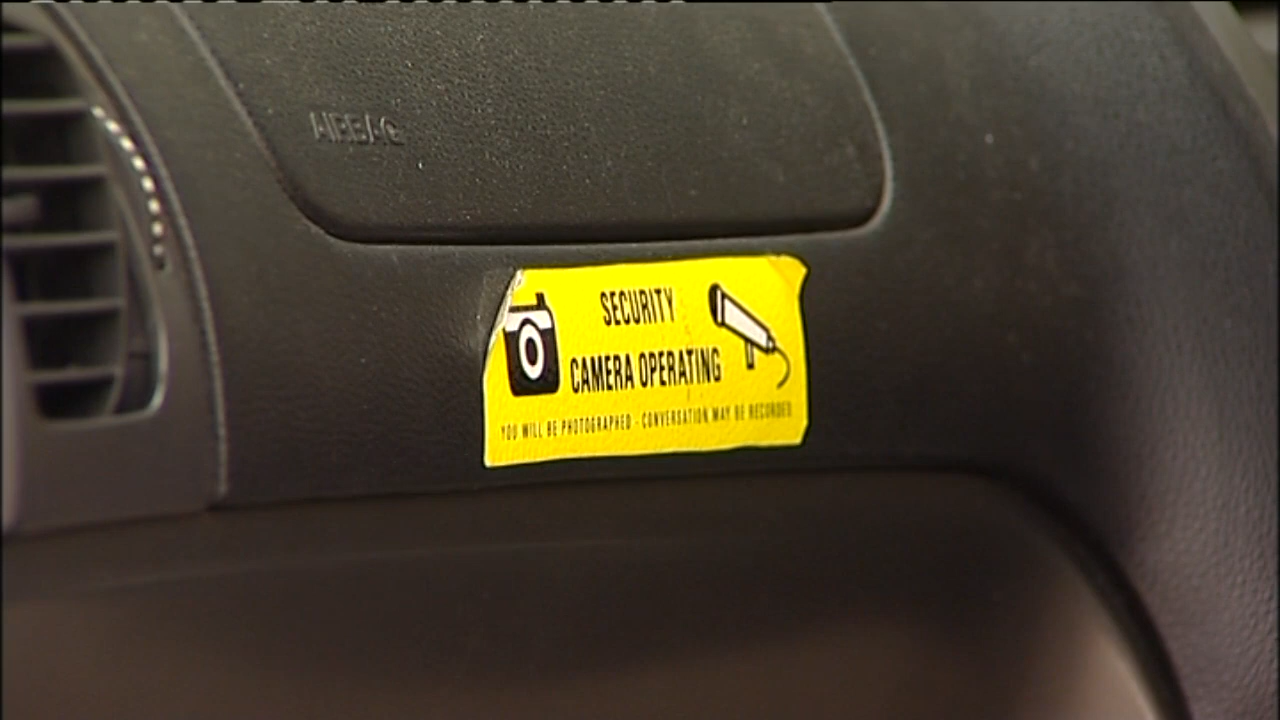 AIRBAG
SECURITY
CAMERA OPERATING
YOU WILL BE PHOTOGRAPHED - CONVERSATION MAY BE RECORDED